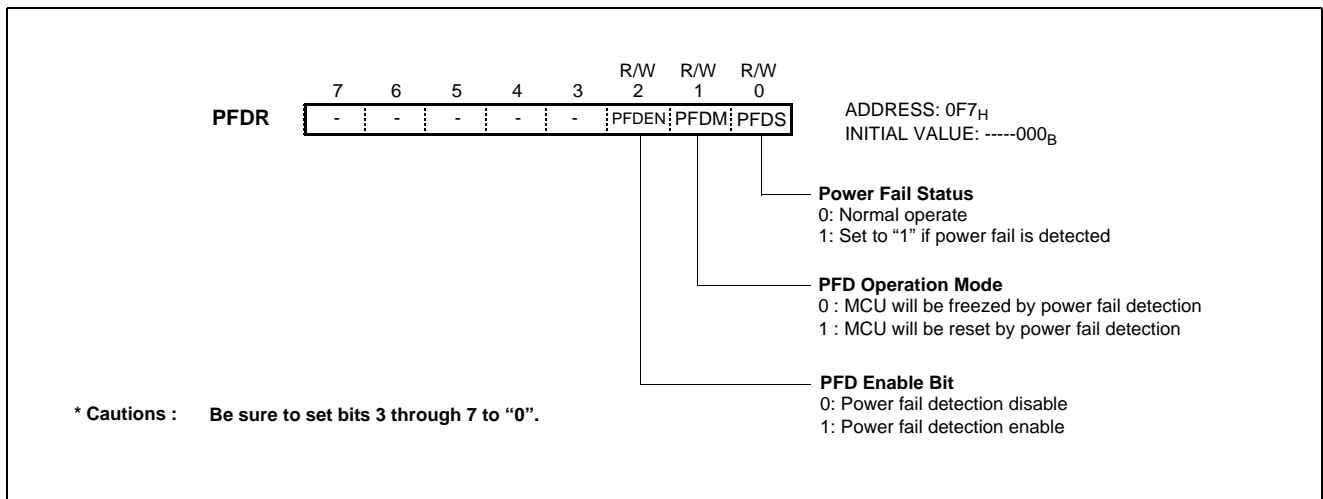 R/W R/W R/W
7 6 5 4 3 2 1 0
PFDR - - - - - PFDEN PFDM PFDS
ADDRESS: 0F7H
INITIAL VALUE: -----000B
Power Fail Status
0: Normal operate
1: Set to “1” if power fail is detected
PFD Operation Mode
0 : MCU will be freezed by power fail detection
1 : MCU will be reset by power fail detection
PFD Enable Bit
0: Power fail detection disable
1: Power fail detection enable
* Cautions : Be sure to set bits 3 through 7 to “0”.